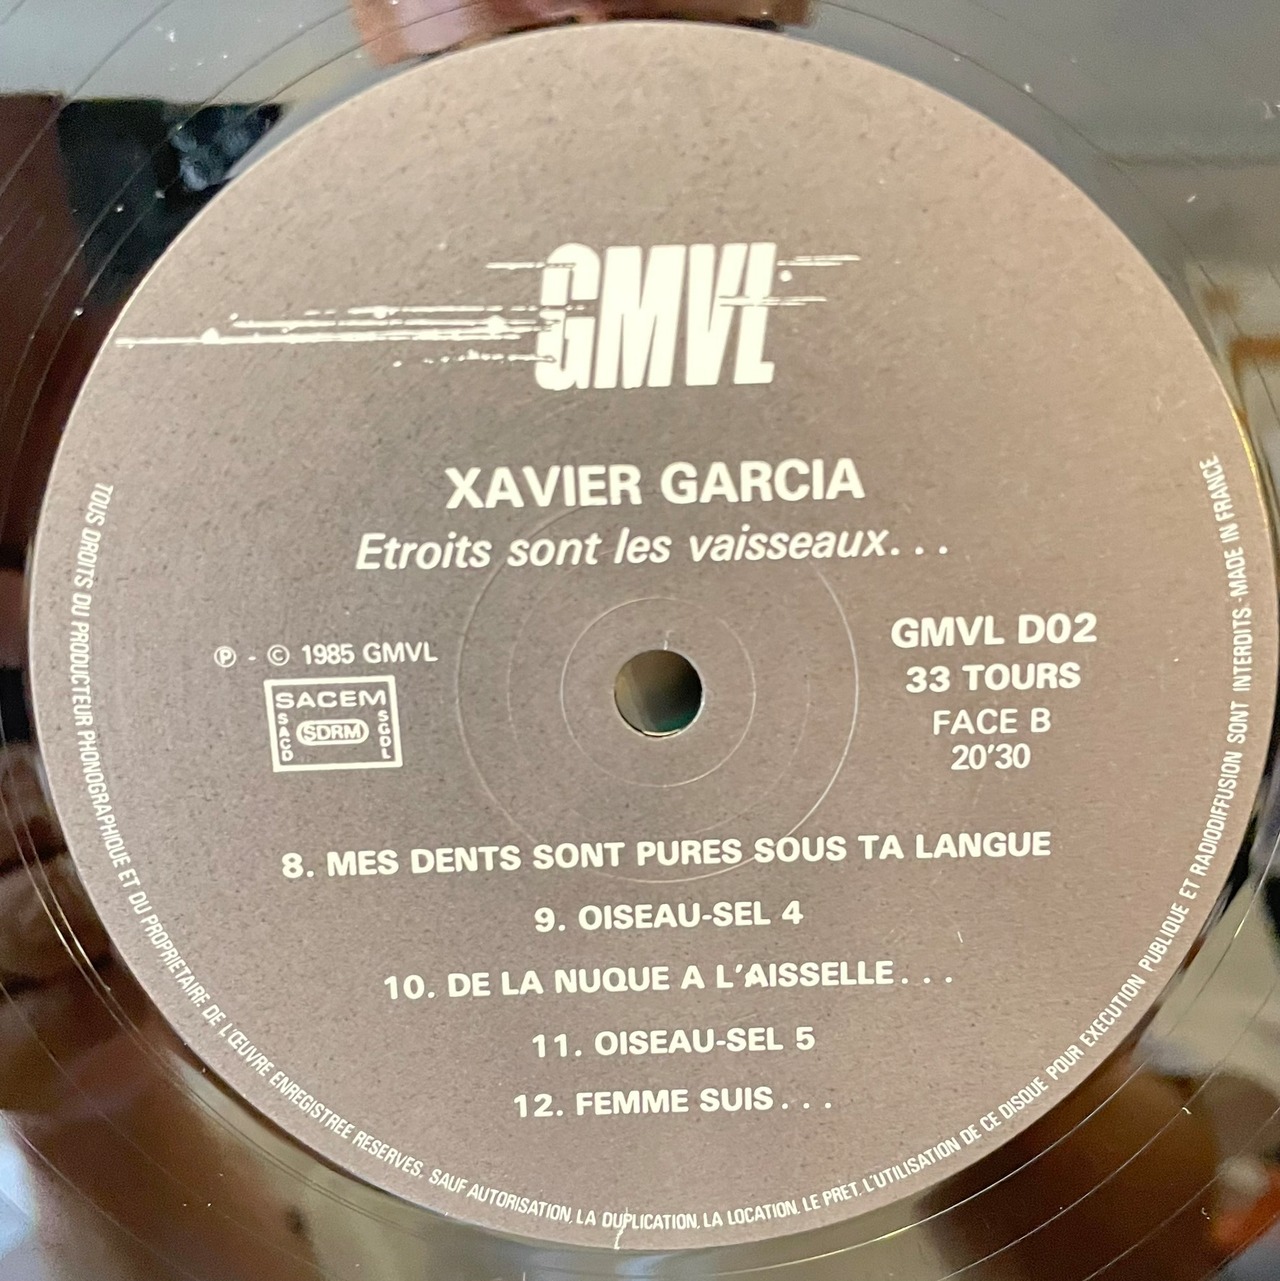 GMVL
XAVIER GARCIA
Etroits sont les vaisseaux...
Ⓟ - © 1985 GMVL
SACEM
SACD
SDRM
SGDL
GMVL D02
33 TOURS
FACE B
20'30
8. MES DENTS SONT PURES SOUS TA LANGUE
9. OISEAU-SEL 4
10. DE LA NUQUE A L'AISSELLE...
11. OISEAU-SEL 5
12. FEMME SUIS...
TOUS DROITS DU PRODUCTEUR PHONOGRAPHIQUE ET DU PROPRIETAIRE DE L'ŒUVRE ENREGISTREE RESERVES. SAUF AUTORISATION, LA DUPLICATION, LA LOCATION, LE PRET, L'UTILISATION DE CE DISQUE POUR EXECUTION PUBLIQUE ET RADIODIFFUSION SONT INTERDITS - MADE IN FRANCE